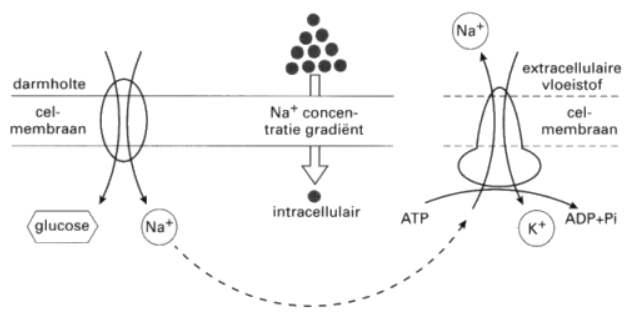 darmholte
cel-
membraan
glucose
Na⁺
Na⁺ concen-
tratie gradiënt
intracellulair
Na⁺
extracellulaire
vloeistof
cel-
membraan
ATP
K⁺
ADP+Pi